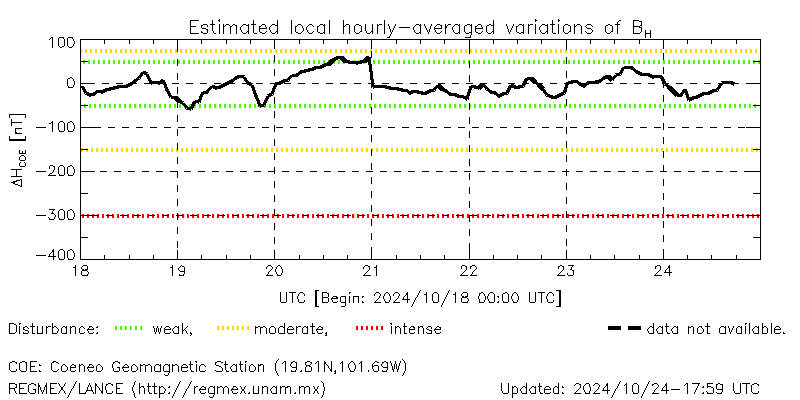 Estimated local hourly-averaged variations of B_H
100
0
-100
-200
-300
-400
ΔH_COE [nT]
18 19 20 21 22 23 24
UTC [Begin: 2024/10/18 00:00 UTC]
Disturbance: weak, moderate, intense data not available.
COE: Coeneo Geomagnetic Station (19.81N,101.69W)
REGMEX/LANCE (http://regmex.unam.mx) Updated: 2024/10/24-17:59 UTC